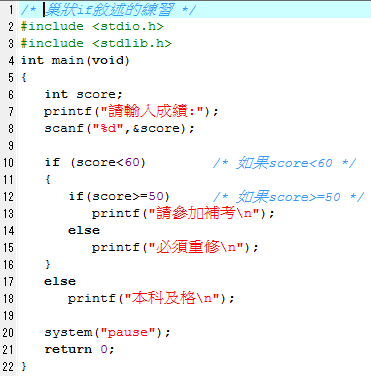 1 /* 巢狀if敘述的練習 */
2 #include <stdio.h>
3 #include <stdlib.h>
4 int main(void)
5 {
6 int score;
7 printf("請輸入成績:");
8 scanf("%d",&score);
9
10 if (score<60) /* 如果score<60 */
11 {
12 if(score>=50) /* 如果score>=50 */
13 printf("請參加補考\n");
14 else
15 printf("必須重修\n");
16 }
17 else
18 printf("本科及格\n");
19
20 system("pause");
21 return 0;
22 }